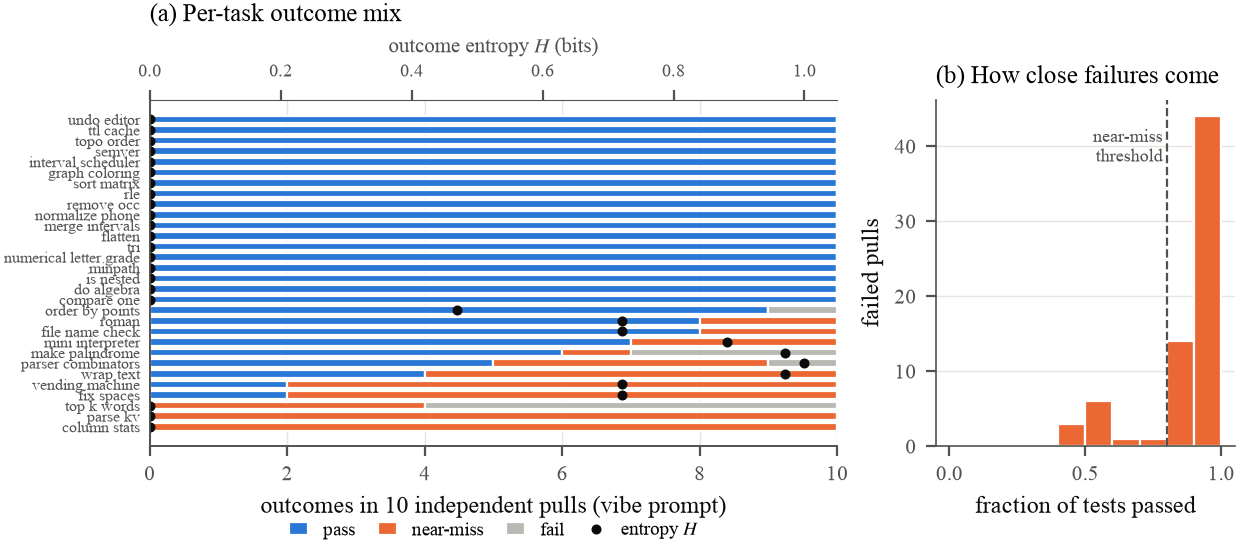 (a) Per-task outcome mix
outcome entropy H (bits)
0.0 0.2 0.4 0.6 0.8 1.0
undo editor
ttl cache
topo order
semver
interval scheduler
graph coloring
sort matrix
rle
remove occ
normalize phone
merge intervals
flatten
tri
numerical letter grade
minpath
is nested
do algebra
compare one
order by points
roman
file name check
mini interpreter
make palindrome
parser combinators
wrap text
vending machine
fix spaces
top k words
parse kv
column stats
0 2 4 6 8 10
outcomes in 10 independent pulls (vibe prompt)
pass near-miss fail entropy H
(b) How close failures come
near-miss
threshold
failed pulls
40
30
20
10
0
0.0 0.5 1.0
fraction of tests passed